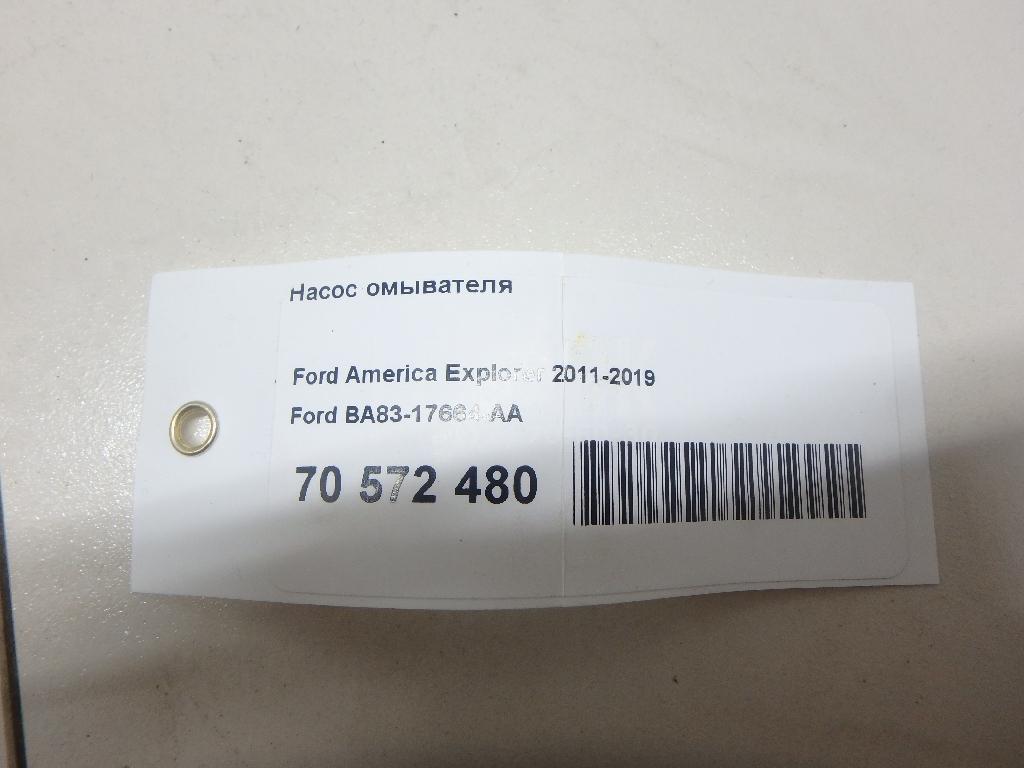 Насос омывателя
Ford America Explorer 2011-2019
Ford BA83-17664-AA
70 572 480